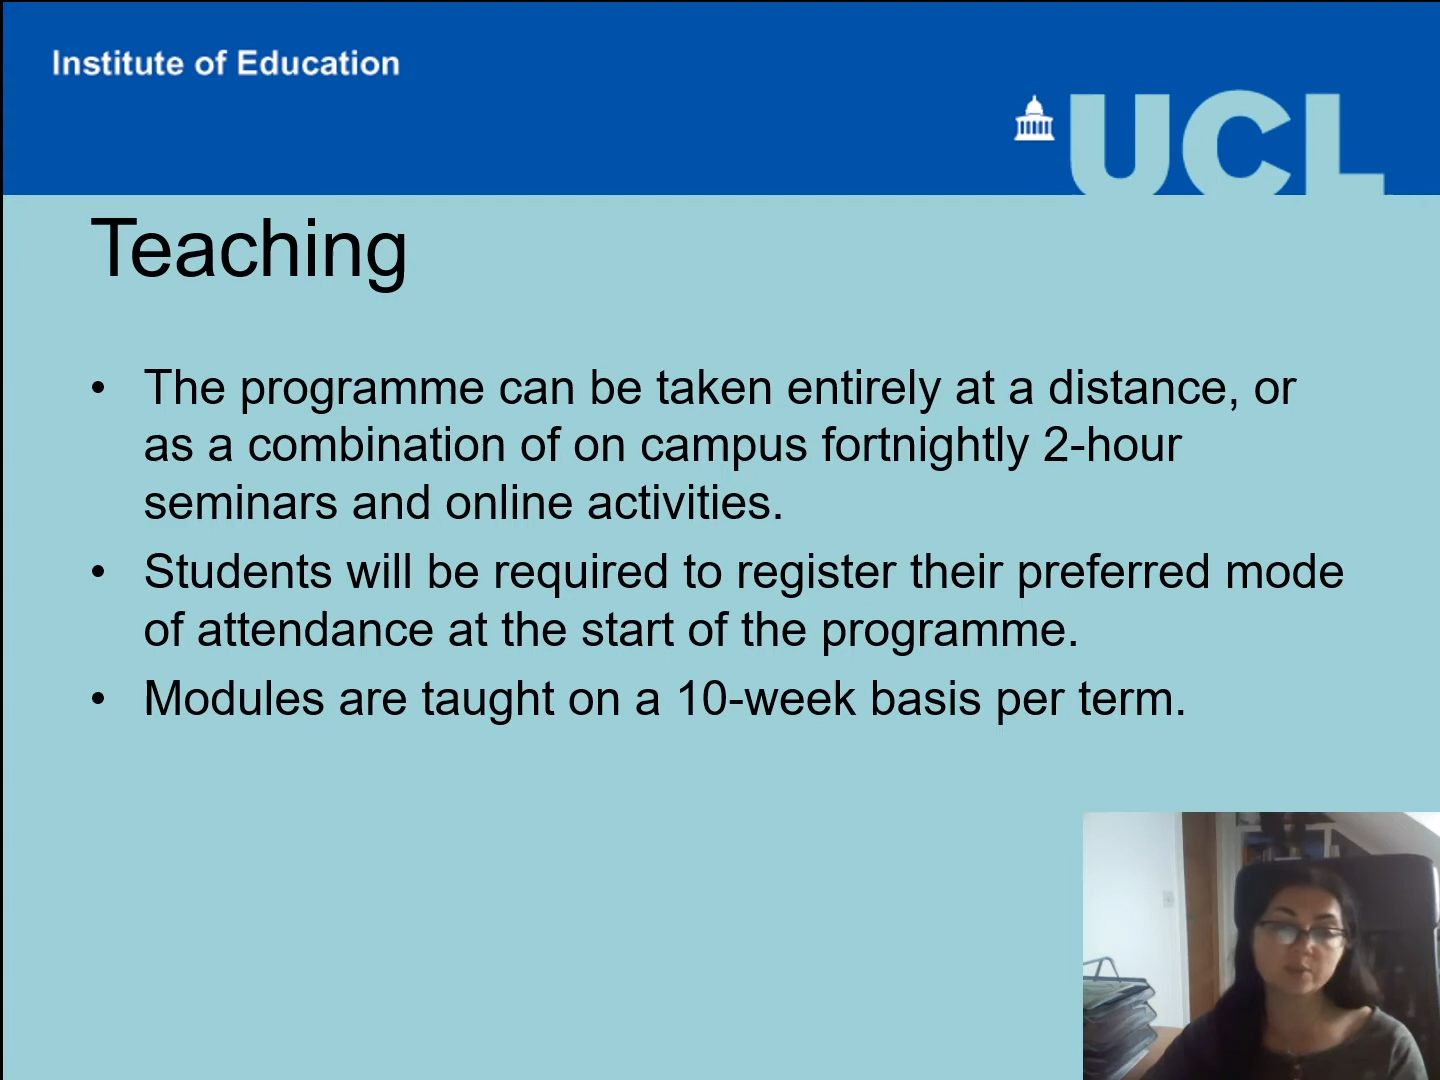 Institute of Education
UCL
Teaching
• The programme can be taken entirely at a distance, or
as a combination of on campus fortnightly 2-hour
seminars and online activities.
• Students will be required to register their preferred mode
of attendance at the start of the programme.
• Modules are taught on a 10-week basis per term.